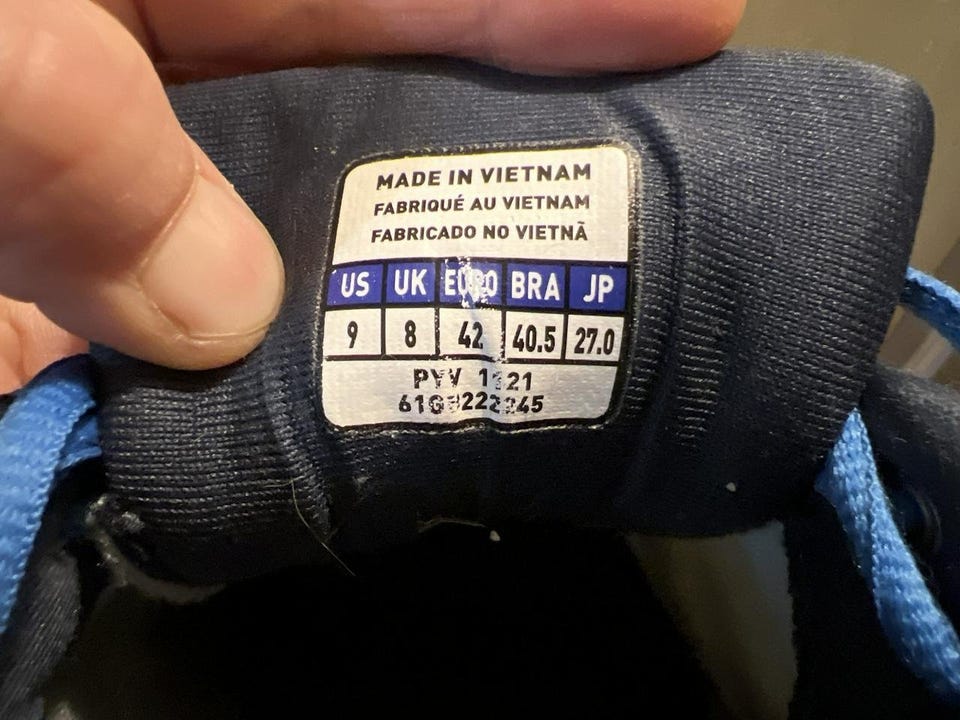 MADE IN VIETNAM
FABRIQUÉ AU VIETNAM
FABRICADO NO VIETNÃ
US UK EURO BRA JP
9 8 42 40.5 27.0
PYV